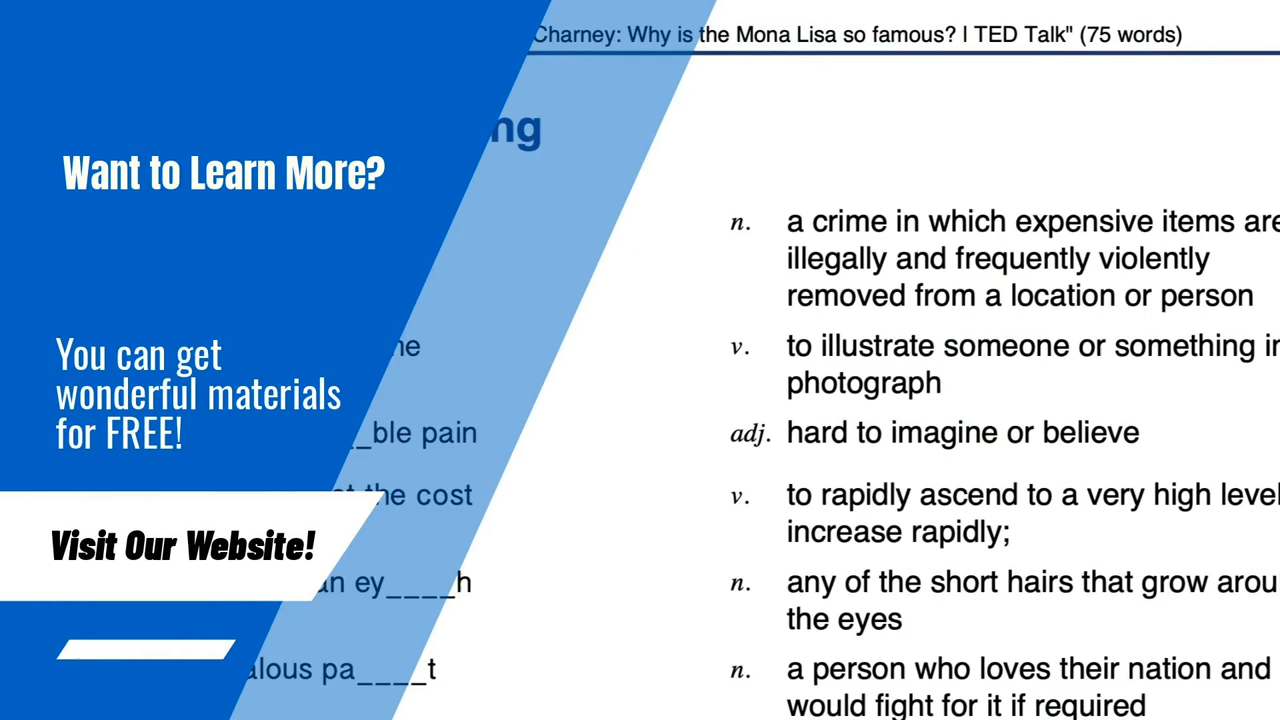 Charney: Why is the Mona Lisa so famous? | TED Talk" (75 words)
ng
Want to Learn More?
You can get
wonderful materials
for FREE!
Visit Our Website!
n. a crime in which expensive items are
illegally and frequently violently
removed from a location or person
ne
v. to illustrate someone or something in
photograph
_ble pain
adj. hard to imagine or believe
t the cost
v. to rapidly ascend to a very high level
increase rapidly;
an ey____h
n. any of the short hairs that grow arou
the eyes
alous pa____t
n. a person who loves their nation and
would fight for it if required